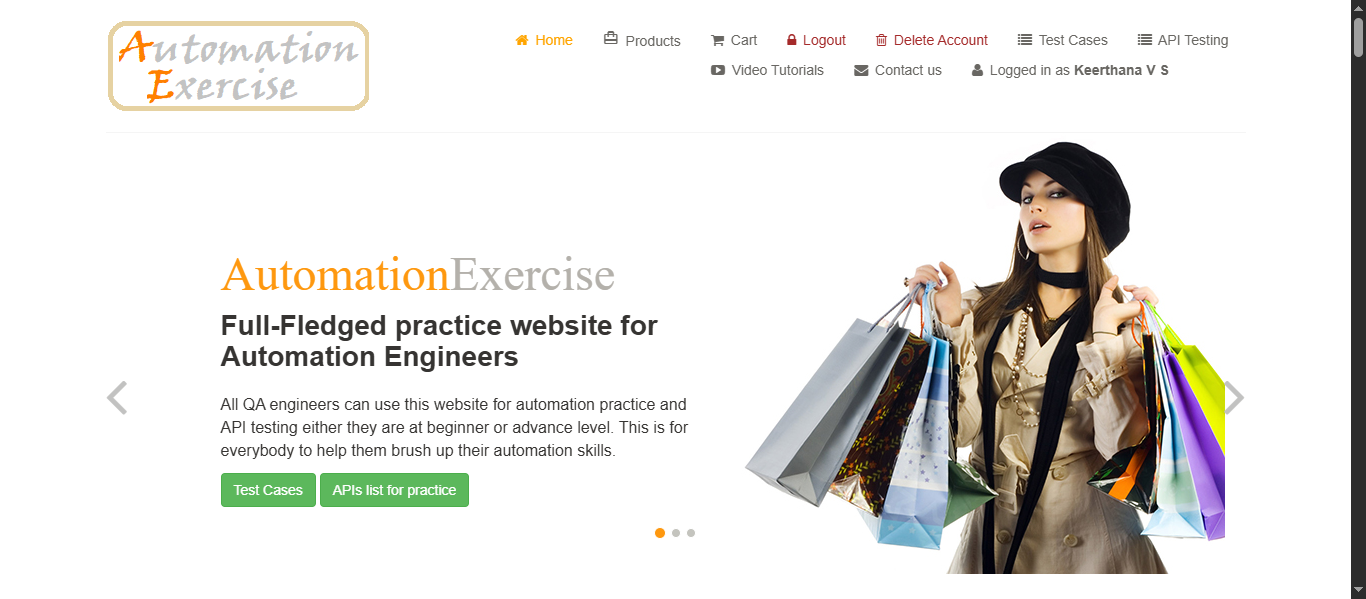 Automation
Exercise
Home Products Cart Logout Delete Account Test Cases API Testing
Video Tutorials Contact us Logged in as Keerthana V S
AutomationExercise
Full-Fledged practice website for
Automation Engineers
All QA engineers can use this website for automation practice and
API testing either they are at beginner or advance level. This is for
everybody to help them brush up their automation skills.
Test Cases APIs list for practice